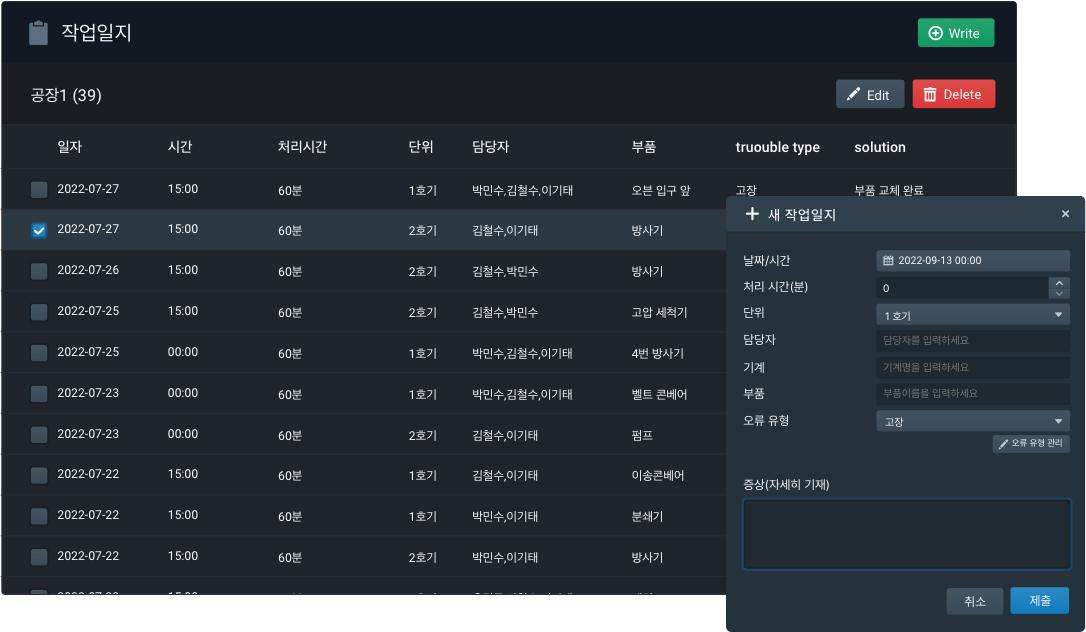 작업일지
Write
공장1 (39)
Edit
Delete
일자 시간 처리시간 단위 담당자 부품 truouble type solution
2022-07-27 15:00 60분 1호기 박민수,김철수,이기태 오븐 입구 앞 고장 부품 교체 완료
2022-07-27 15:00 60분 2호기 김철수,이기태 방사기
2022-07-26 15:00 60분 2호기 김철수,박민수 방사기
2022-07-25 15:00 60분 2호기 김철수,박민수 고압 세척기
2022-07-25 00:00 60분 1호기 박민수,김철수,이기태 4번 방사기
2022-07-23 00:00 60분 1호기 박민수,김철수,이기태 벨트 콘베어
2022-07-23 00:00 60분 2호기 김철수,이기태 펌프
2022-07-22 15:00 60분 1호기 김철수,이기태 이송콘베어
2022-07-22 15:00 60분 1호기 박민수,이기태 분쇄기
2022-07-22 15:00 60분 2호기 박민수,이기태 방사기
새 작업일지 ×
날짜/시간 2022-09-13 00:00
처리 시간(분) 0
단위 1 호기
담당자 담당자를 입력하세요
기계 기계명을 입력하세요
부품 부품이름을 입력하세요
오류 유형 고장
오류 유형 관리
증상(자세히 기재)
취소 제출